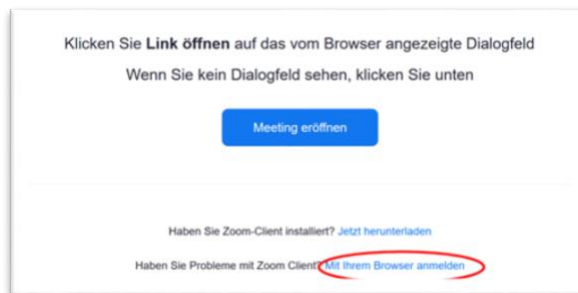 Klicken Sie Link öffnen auf das vom Browser angezeigte Dialogfeld
Wenn Sie kein Dialogfeld sehen, klicken Sie unten
Meeting eröffnen
Haben Sie Zoom-Client installiert? Jetzt herunterladen
Haben Sie Probleme mit Zoom Client? Mit Ihrem Browser anmelden